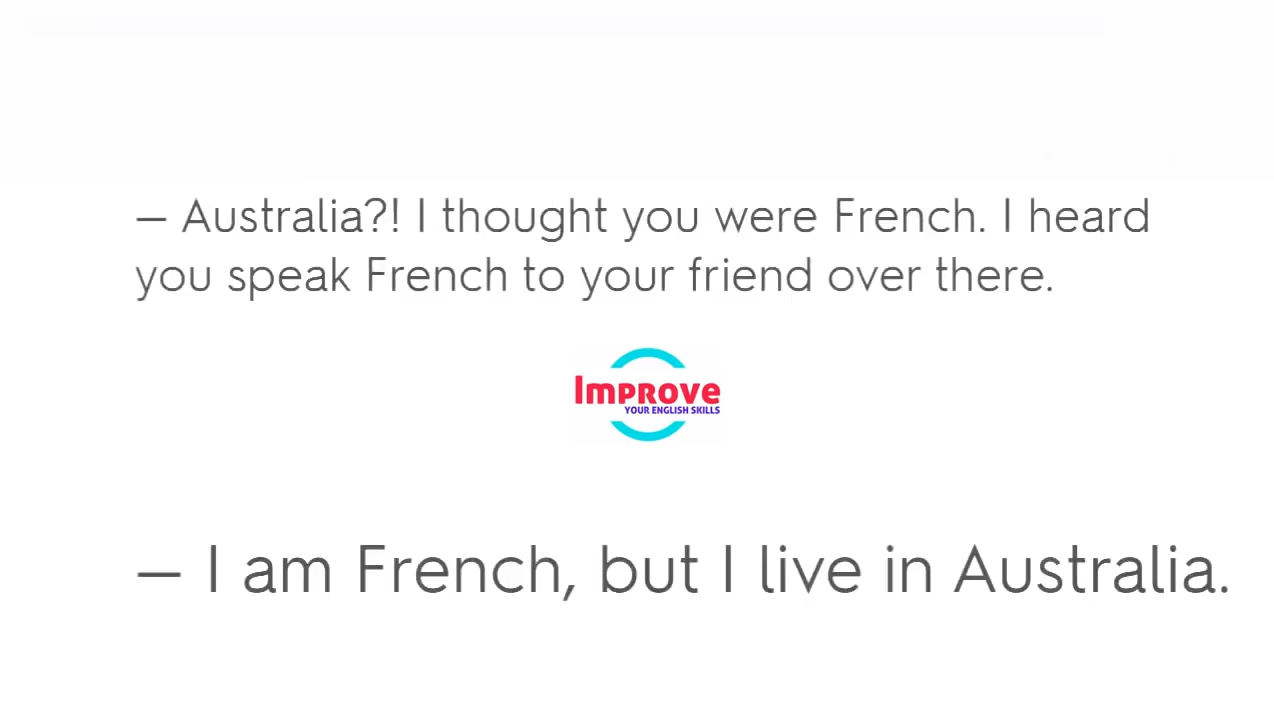 — Australia?! I thought you were French. I heard
you speak French to your friend over there.
Improve
YOUR ENGLISH SKILLS
— I am French, but I live in Australia.